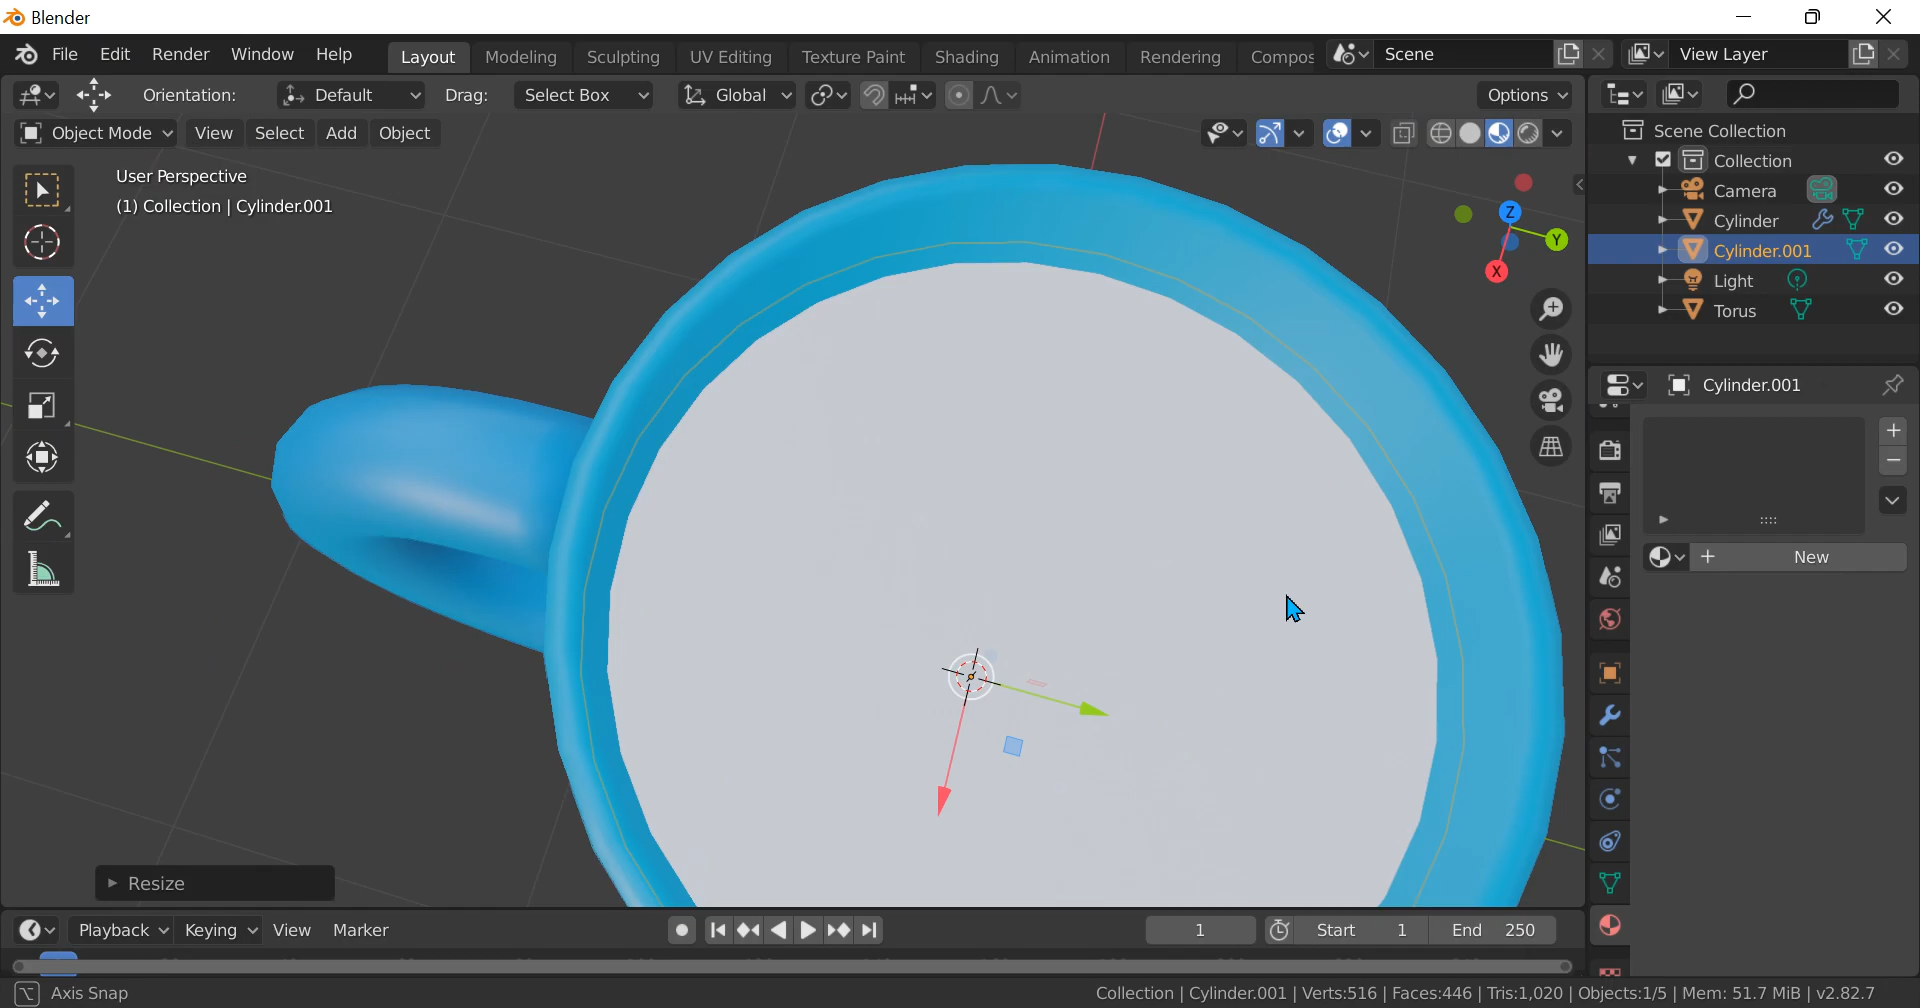 Blender
File Edit Render Window Help Layout Modeling Sculpting UV Editing Texture Paint Shading Animation Rendering Compos Scene View Layer
Orientation: Default Drag: Select Box Global Options
Object Mode View Select Add Object
Scene Collection
Collection
Camera
Cylinder
Cylinder.001
Light
Torus
User Perspective
(1) Collection | Cylinder.001
Z
Y
X
Cylinder.001
New
Resize
Playback Keying View Marker 1 Start 1 End 250
Axis Snap Collection | Cylinder.001 | Verts:516 | Faces:446 | Tris:1,020 | Objects:1/5 | Mem: 51.7 MiB | v2.82.7